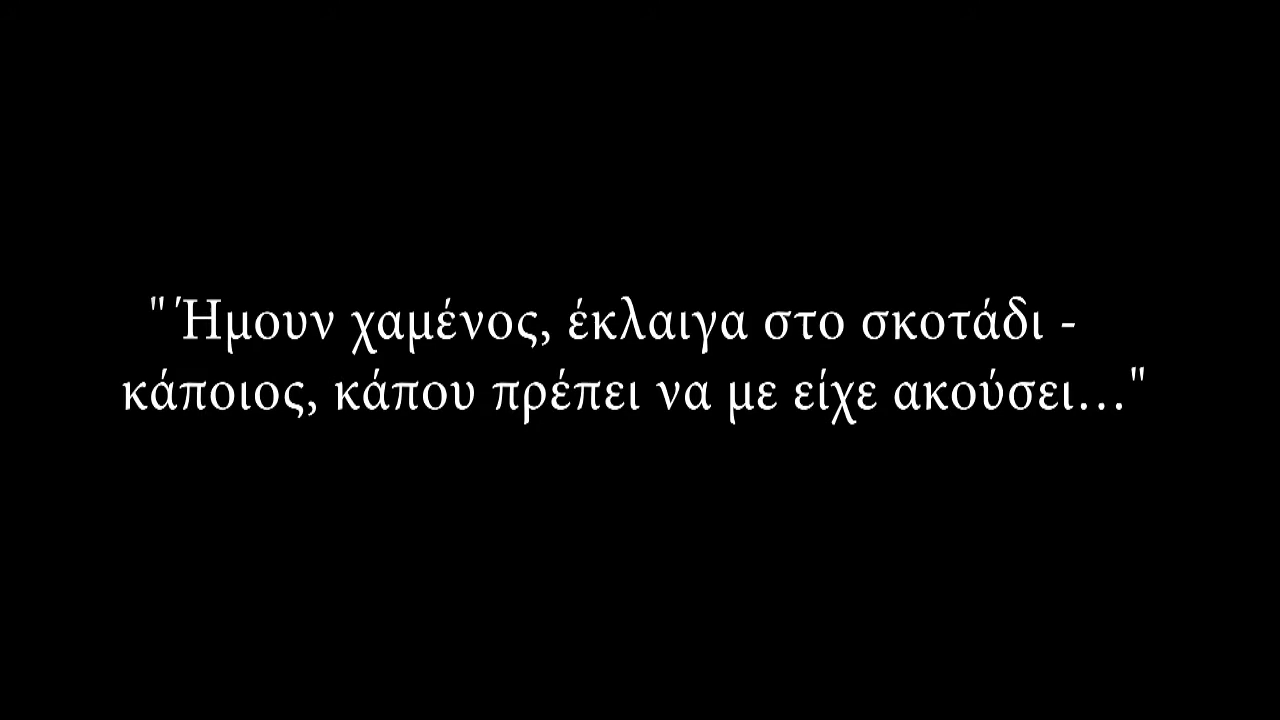 "Ήμουν χαμένος, έκλαιγα στο σκοτάδι -
κάποιος, κάπου πρέπει να με είχε ακούσει..."